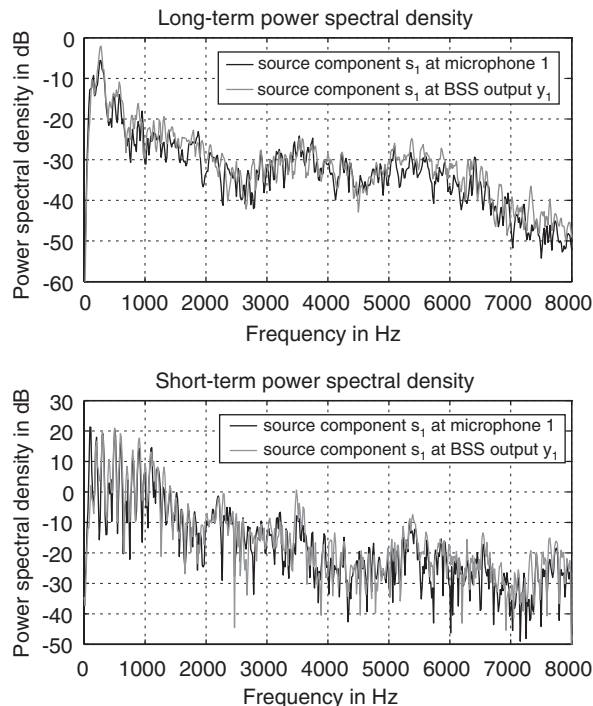 Long-term power spectral density
Power spectral density in dB
0
-10
-20
-30
-40
-50
-60
source component s₁ at microphone 1
source component s₁ at BSS output y₁
0 1000 2000 3000 4000 5000 6000 7000 8000
Frequency in Hz
Short-term power spectral density
Power spectral density in dB
30
20
10
0
-10
-20
-30
-40
-50
source component s₁ at microphone 1
source component s₁ at BSS output y₁
0 1000 2000 3000 4000 5000 6000 7000 8000
Frequency in Hz